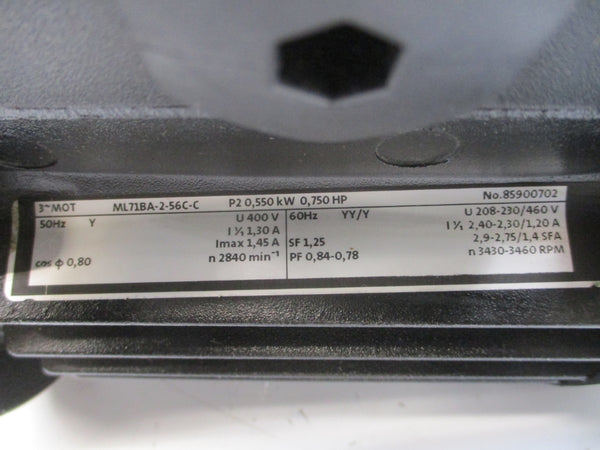 3~MOT ML71BA-2-56C-C P2 0,550 kW 0,750 HP No.85900702
50Hz Y U 400 V 60Hz YY/Y U 208-230/460 V
I 1/1 1,30 A I 1/1 2,40-2,30/1,20 A
Imax 1,45 A SF 1,25 2,9-2,75/1,4 SFA
cos φ 0,80 n 2840 min⁻¹ PF 0,84-0,78 n 3430-3460 RPM